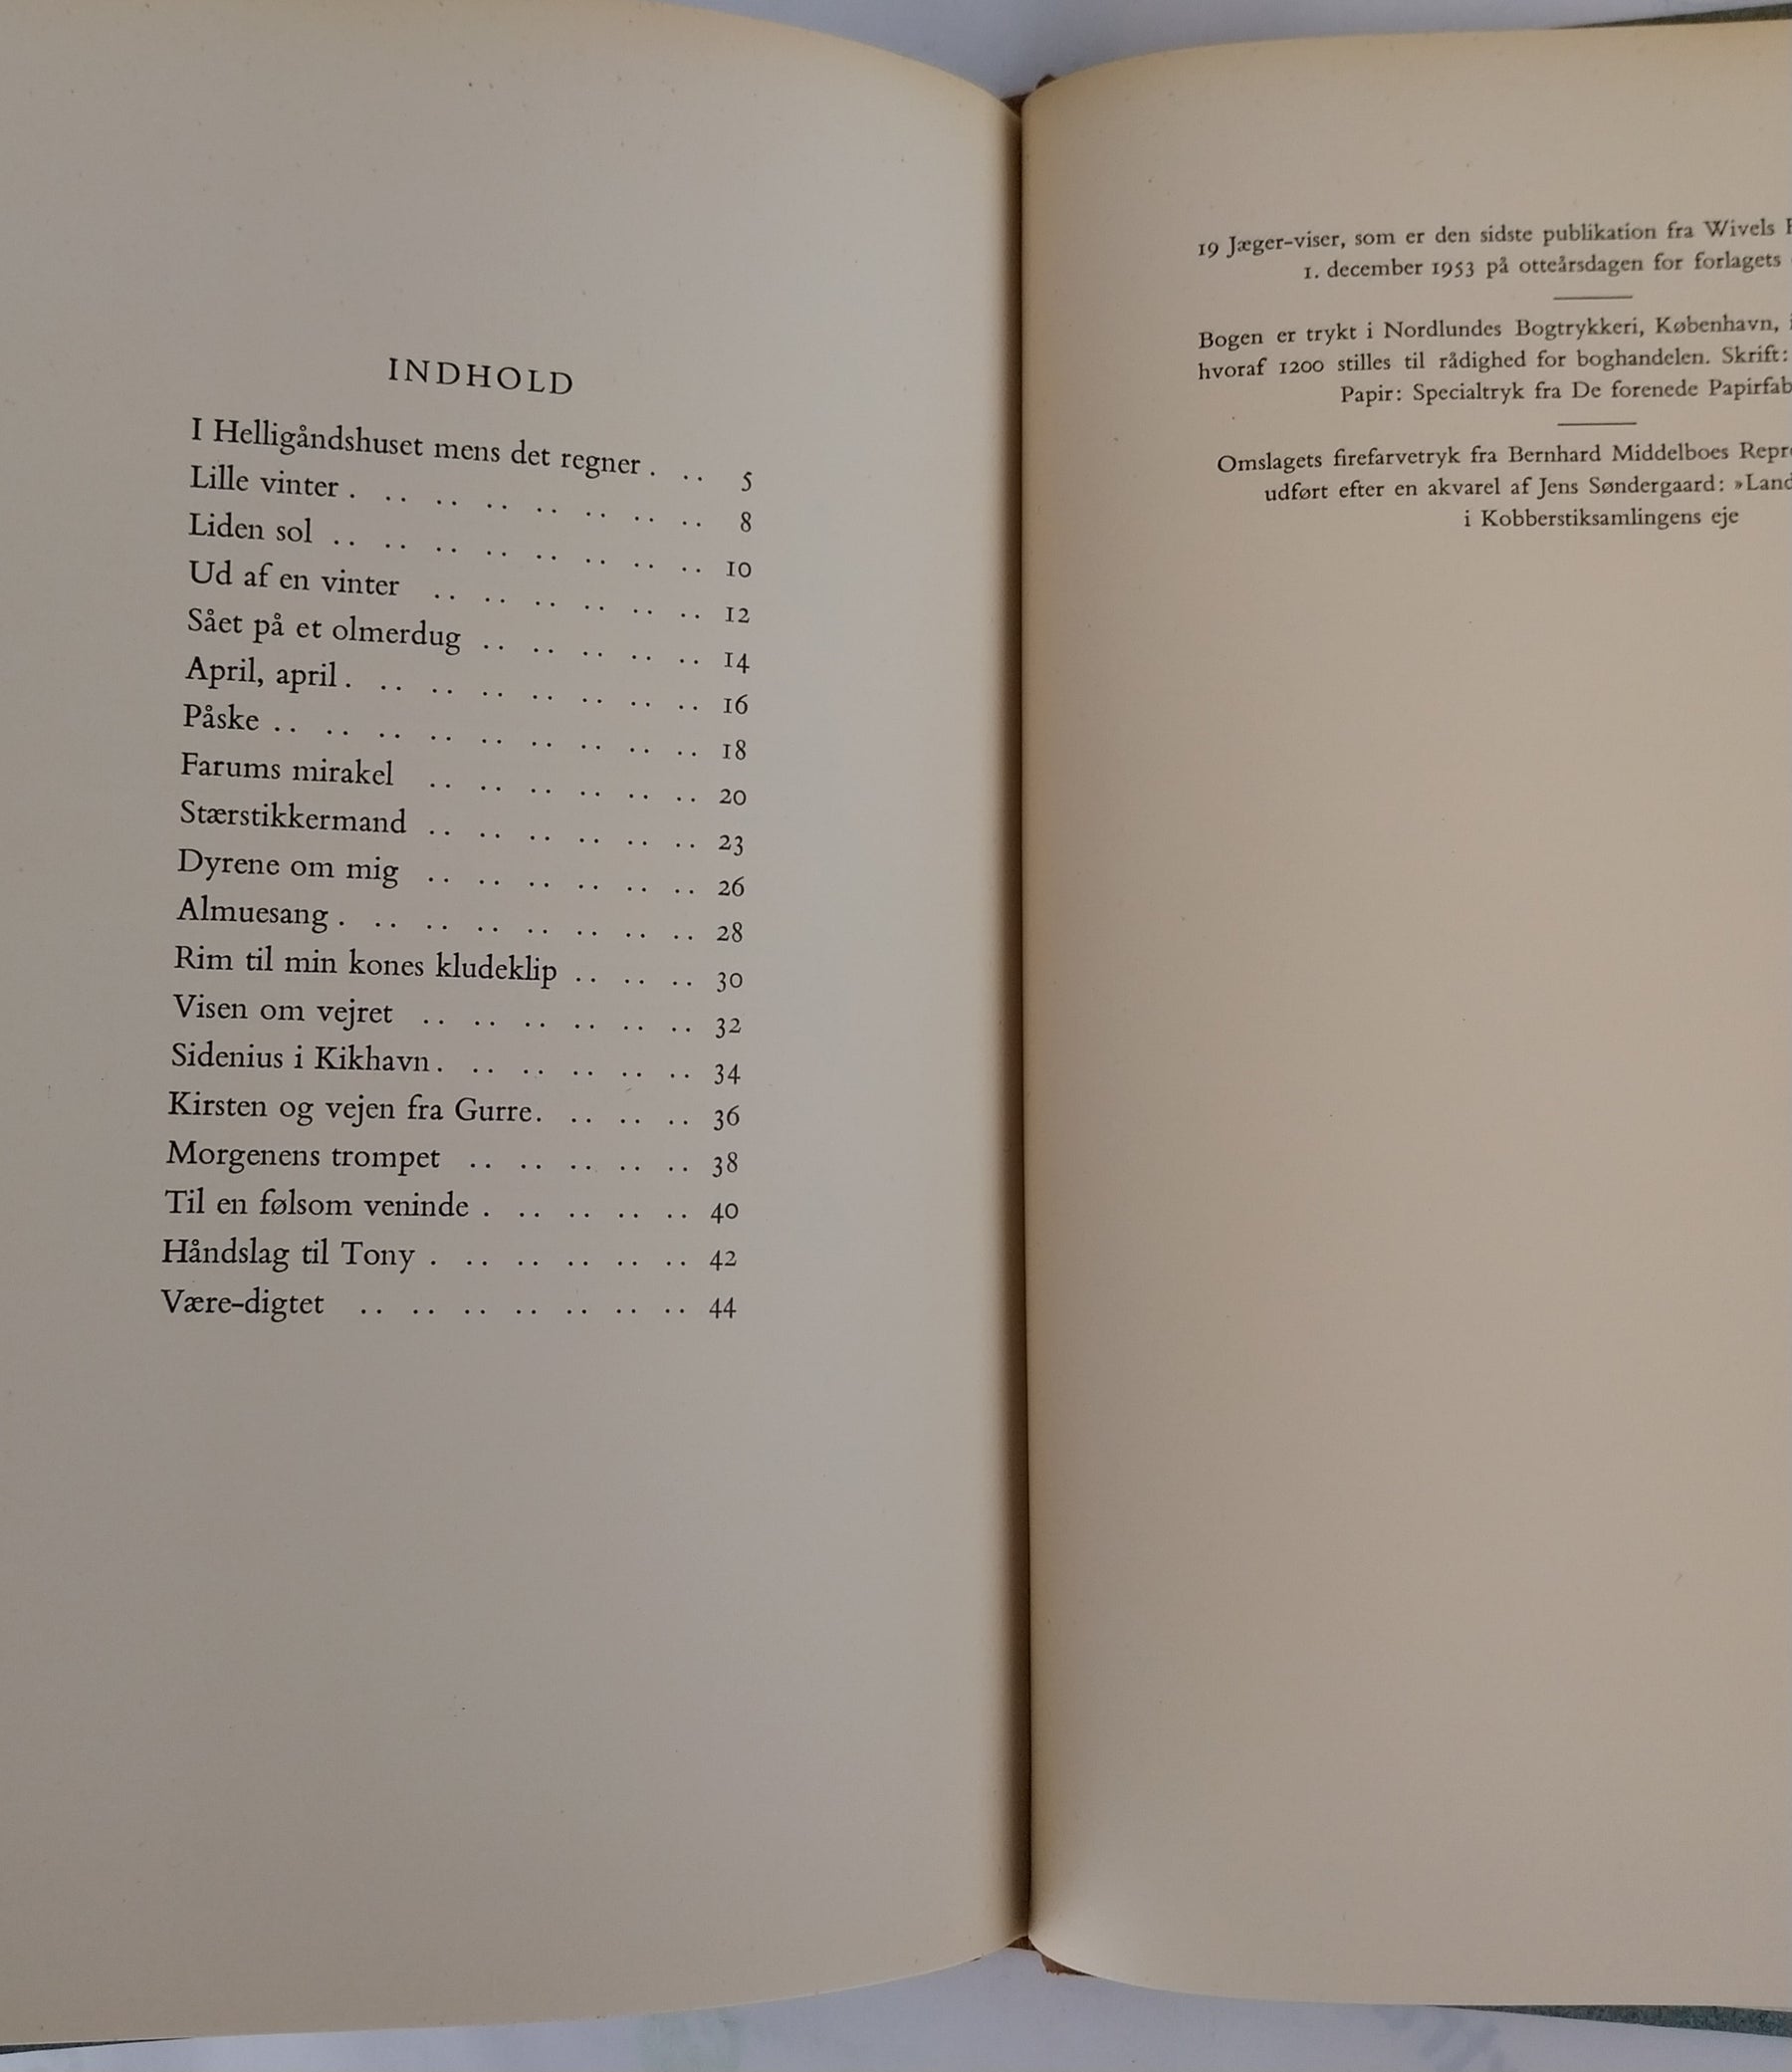 INDHOLD
I Helligåndshuset mens det regner . . . 5
Lille vinter . . . . . . . . . . . . . . . 8
Liden sol . . . . . . . . . . . . . . . . 10
Ud af en vinter . . . . . . . . . . . . 12
Sået på et olmerdug . . . . . . . . . . 14
April, april . . . . . . . . . . . . . . . 16
Påske . . . . . . . . . . . . . . . . . . 18
Farums mirakel . . . . . . . . . . . . 20
Stærstikkermand . . . . . . . . . . . . 23
Dyrene om mig . . . . . . . . . . . . 26
Almuesang . . . . . . . . . . . . . . . 28
Rim til min kones kludeklip . . . . . . 30
Visen om vejret . . . . . . . . . . . . 32
Sidenius i Kikhavn . . . . . . . . . . . 34
Kirsten og vejen fra Gurre . . . . . . . 36
Morgenens trompet . . . . . . . . . . 38
Til en følsom veninde . . . . . . . . . 40
Håndslag til Tony . . . . . . . . . . . 42
Være-digtet . . . . . . . . . . . . . . 44
19 Jæger-viser, som er den sidste publikation fra Wivels
1. december 1953 på otteårsdagen for forlagets
Bogen er trykt i Nordlundes Bogtrykkeri, København,
hvoraf 1200 stilles til rådighed for boghandelen. Skrift:
Papir: Specialtryk fra De forenede Papirfab
Omslagets firefarvetryk fra Bernhard Middelboes Repr
udført efter en akvarel af Jens Søndergaard: »Land
i Kobberstiksamlingens eje